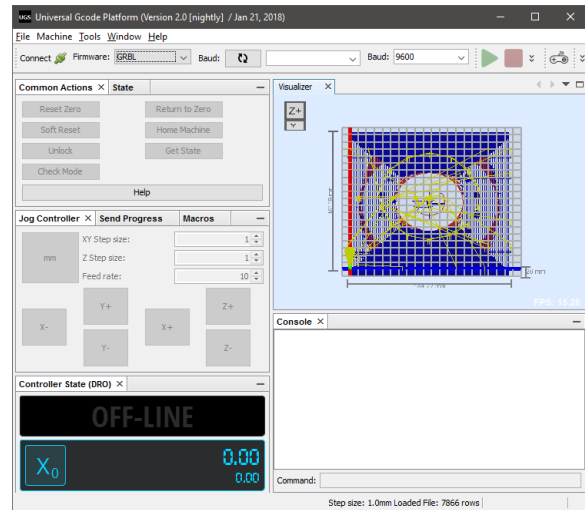 UGS Universal Gcode Platform (Version 2.0 [nightly] / Jan 21, 2018)
File Machine Tools Window Help
Connect Firmware: GRBL Baud: Baud: 9600
Common Actions × State
Reset Zero Return to Zero
Soft Reset Home Machine
Unlock Get State
Check Mode
Help
Jog Controller × Send Progress Macros
mm
XY Step size: 1
Z Step size: 1
Feed rate: 10
X-
Y+
Y-
X+
Z+
Z-
Controller State (DRO) ×
OFF-LINE
X0 0.00
0.00
Visualizer ×
Z+
Y
FPS: 15.26
Console ×
Command:
Step size: 1.0mm Loaded File: 7866 rows